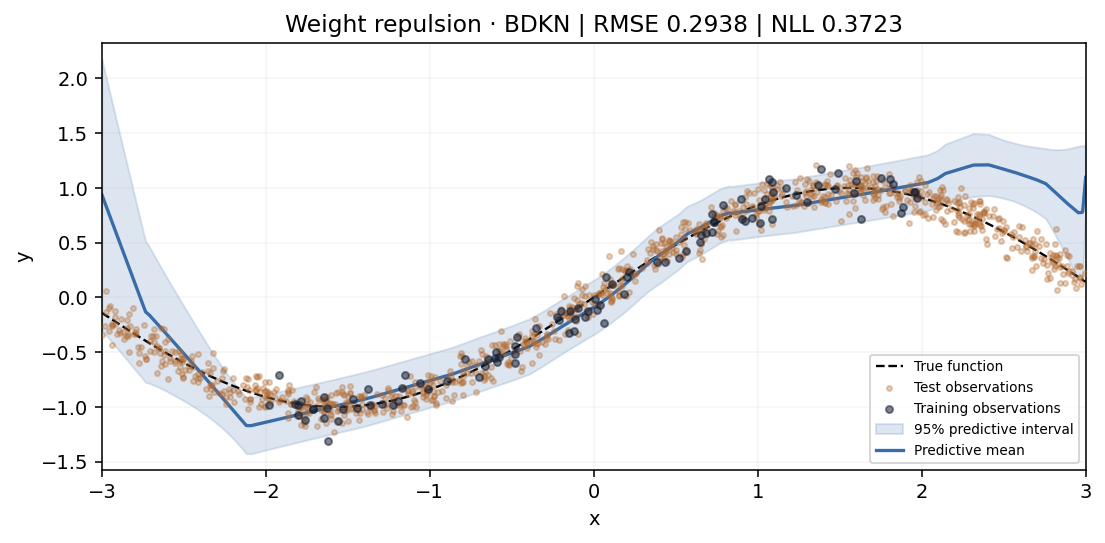 Weight repulsion · BDKN | RMSE 0.2938 | NLL 0.3723
y
2.0
1.5
1.0
0.5
0.0
−0.5
−1.0
−1.5
True function
Test observations
Training observations
95% predictive interval
Predictive mean
−3 −2 −1 0 1 2 3
x